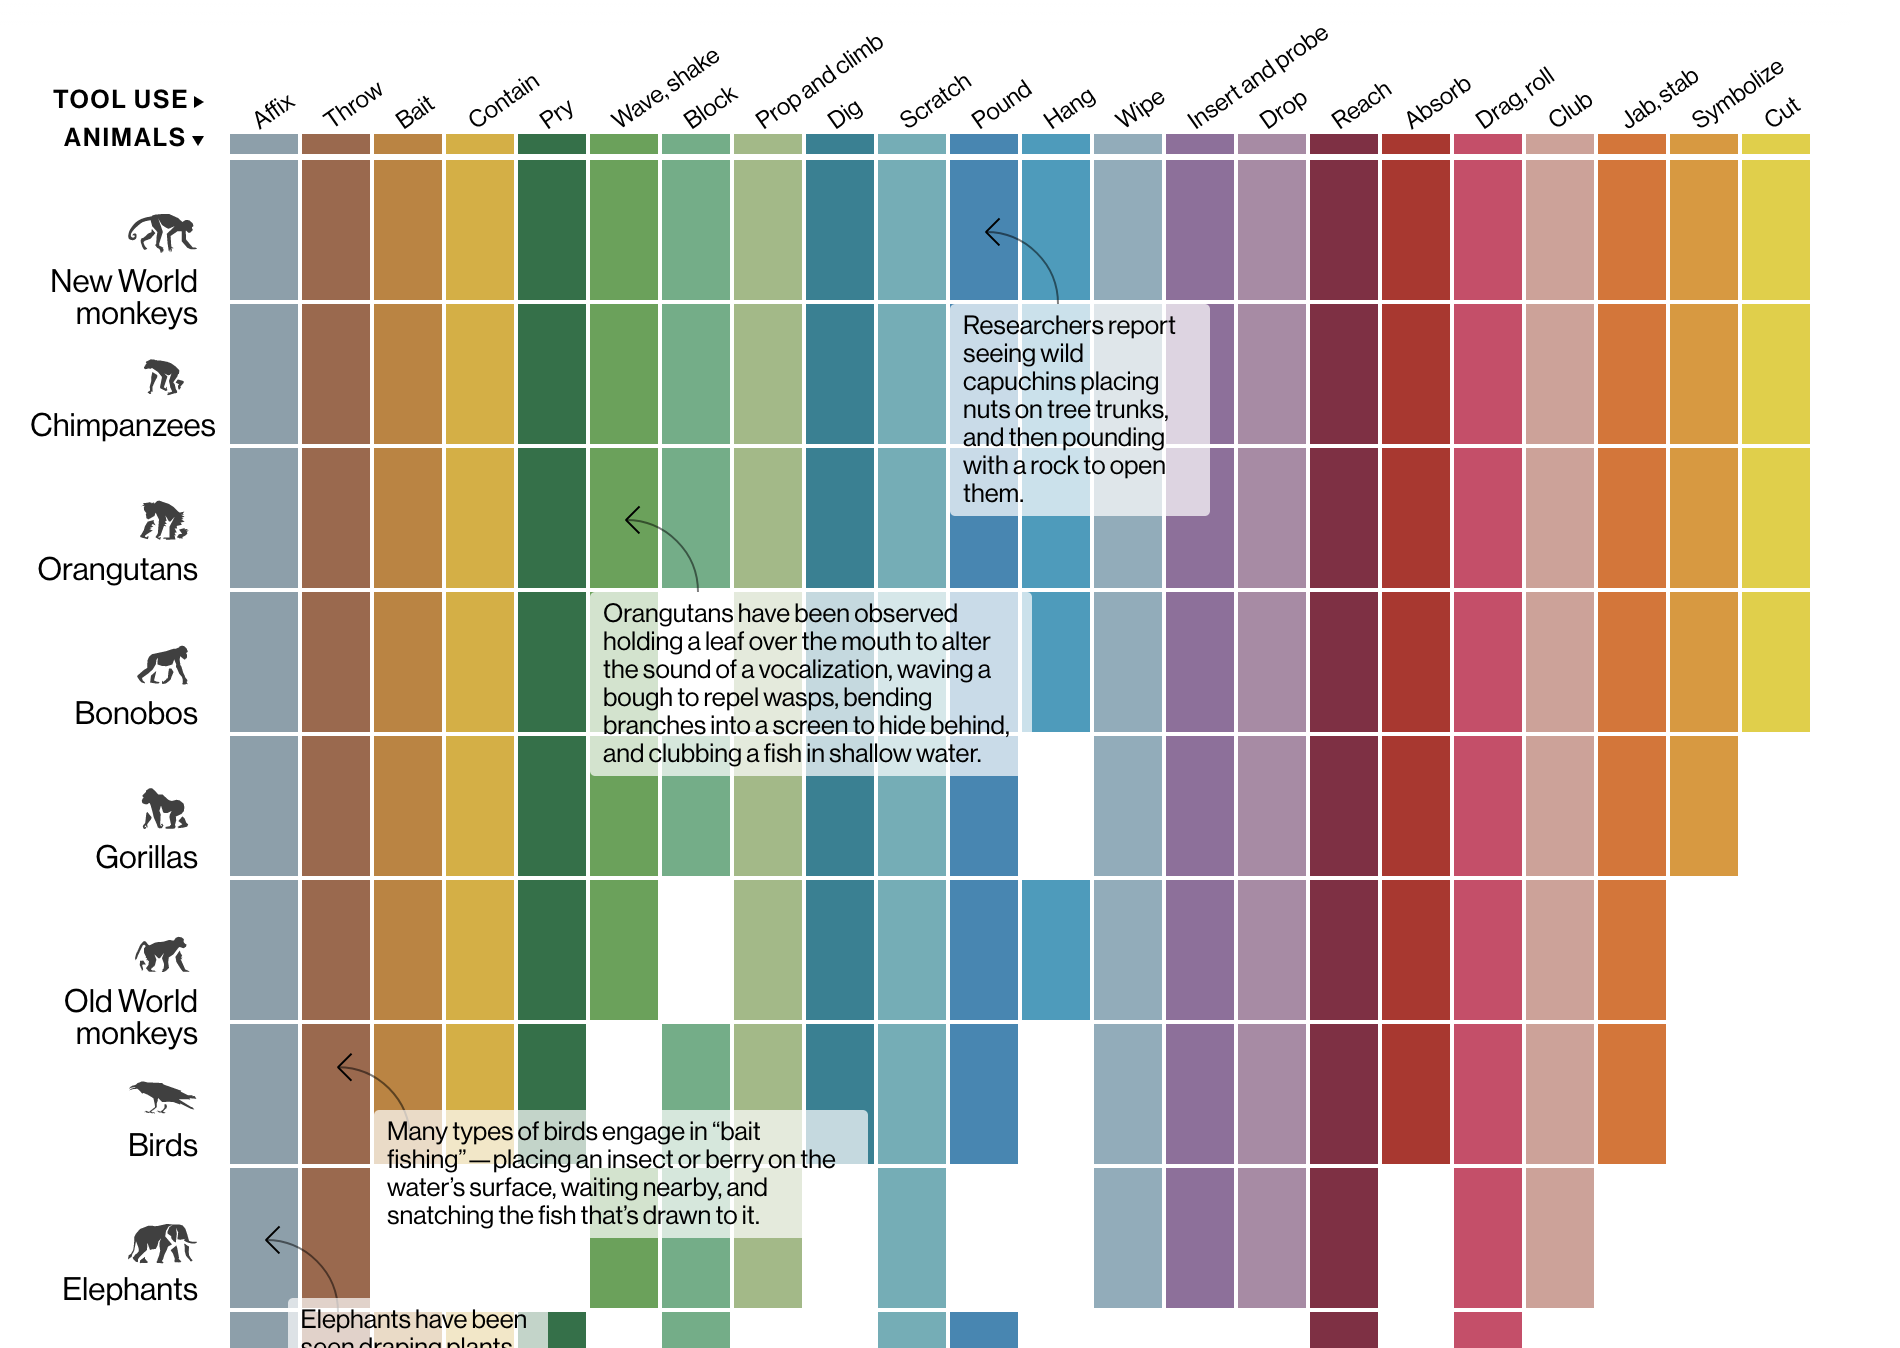 TOOL USE
ANIMALS
Affix
Throw
Bait
Contain
Pry
Wave, shake
Block
Prop and climb
Dig
Scratch
Pound
Hang
Wipe
Insert and probe
Drop
Reach
Absorb
Drag, roll
Club
Jab, stab
Symbolize
Cut
New World
monkeys
Researchers report
seeing wild
capuchins placing
nuts on tree trunks,
and then pounding
with a rock to open
them.
Chimpanzees
Orangutans
Orangutans have been observed
holding a leaf over the mouth to alter
the sound of a vocalization, waving a
bough to repel wasps, bending
branches into a screen to hide behind,
and clubbing a fish in shallow water.
Bonobos
Gorillas
Old World
monkeys
Birds
Many types of birds engage in “bait
fishing”—placing an insect or berry on the
water’s surface, waiting nearby, and
snatching the fish that’s drawn to it.
Elephants
Elephants have been
seen draping plants